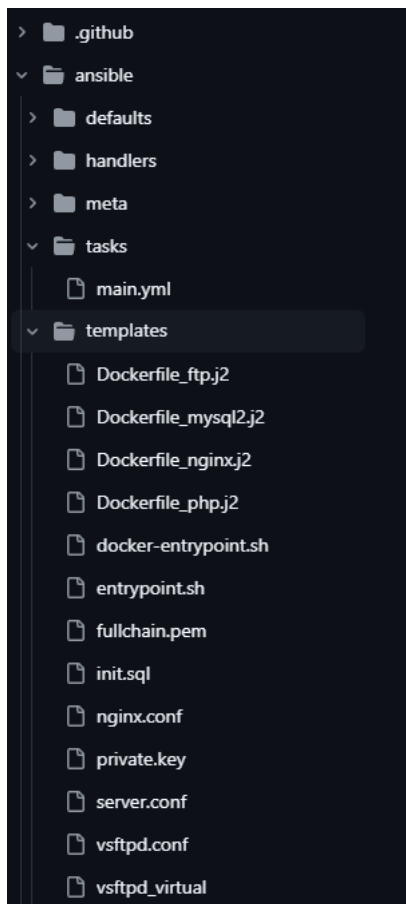 .github
ansible
defaults
handlers
meta
tasks
main.yml
templates
Dockerfile_ftp.j2
Dockerfile_mysql2.j2
Dockerfile_nginx.j2
Dockerfile_php.j2
docker-entrypoint.sh
entrypoint.sh
fullchain.pem
init.sql
nginx.conf
private.key
server.conf
vsftpd.conf
vsftpd_virtual